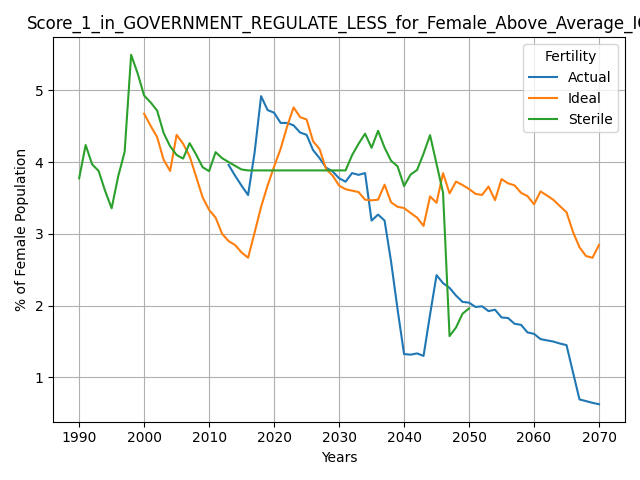 Score_1_in_GOVERNMENT_REGULATE_LESS_for_Female_Above_Average_I
Fertility
Actual
Ideal
Sterile
% of Female Population
5
4
3
2
1
1990 2000 2010 2020 2030 2040 2050 2060 2070
Years